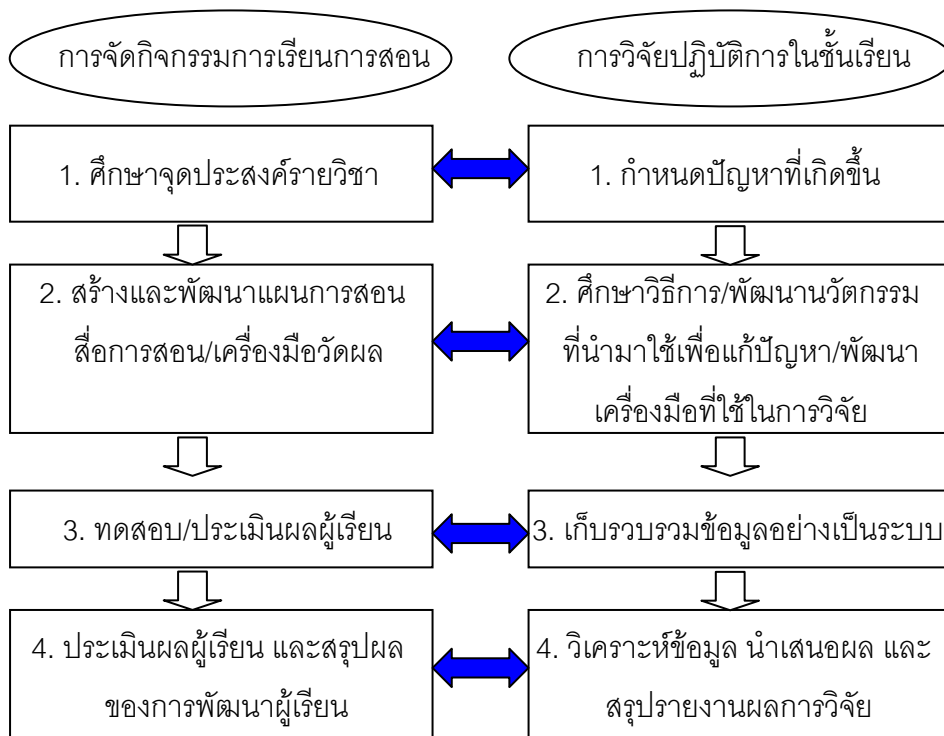 การจัดกิจกรรมการเรียนการสอน
การวิจัยปฏิบัติการในชั้นเรียน
1. ศึกษาจุดประสงค์รายวิชา
1. กำหนดปัญหาที่เกิดขึ้น
2. สร้างและพัฒนาแผนการสอน
สื่อการสอน/เครื่องมือวัดผล
2. ศึกษาวิธีการ/พัฒนานวัตกรรม
ที่นำมาใช้เพื่อแก้ปัญหา/พัฒนา
เครื่องมือที่ใช้ในการวิจัย
3. ทดสอบ/ประเมินผลผู้เรียน
3. เก็บรวบรวมข้อมูลอย่างเป็นระบบ
4. ประเมินผลผู้เรียน และสรุปผล
ของการพัฒนาผู้เรียน
4. วิเคราะห์ข้อมูล นำเสนอผล และ
สรุปรายงานผลการวิจัย